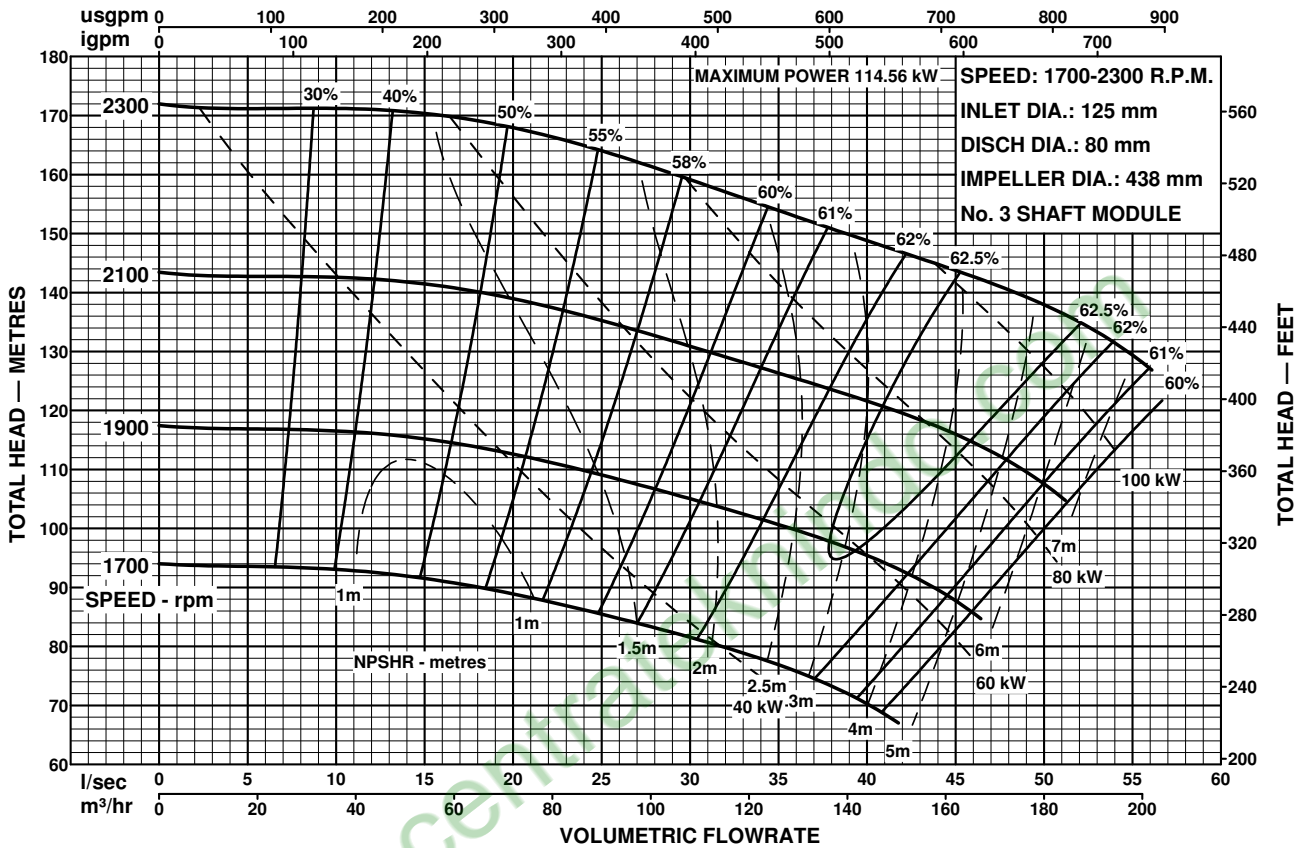 usgpm 0 100 200 300 400 500 600 700 800 900
igpm 0 100 200 300 400 500 600 700
MAXIMUM POWER 114.56 kW
SPEED: 1700-2300 R.P.M.
INLET DIA.: 125 mm
DISCH DIA.: 80 mm
IMPELLER DIA.: 438 mm
No. 3 SHAFT MODULE
TOTAL HEAD — METRES
180
170
160
150
140
130
120
110
100
90
80
70
60
TOTAL HEAD — FEET
560
520
480
440
400
360
320
280
240
200
2300
2100
1900
1700
SPEED - rpm
30%
40%
50%
55%
58%
60%
61%
62%
62.5%
62.5%
62%
61%
60%
100 kW
7m
80 kW
6m
60 kW
1m
1m
1.5m
2m
2.5m
40 kW
3m
4m
5m
NPSHR - metres
l/sec 0 5 10 15 20 25 30 35 40 45 50 55 60
m³/hr 0 20 40 60 80 100 120 140 160 180 200
VOLUMETRIC FLOWRATE
centrateknindo.com